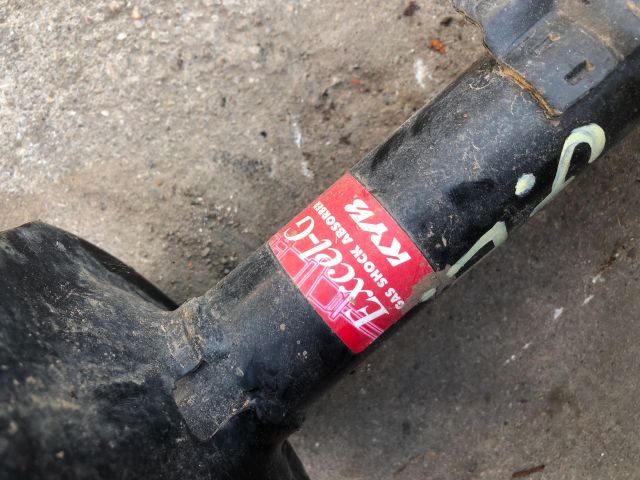 Excel-G
GAS SHOCK ABSORBER
KYB